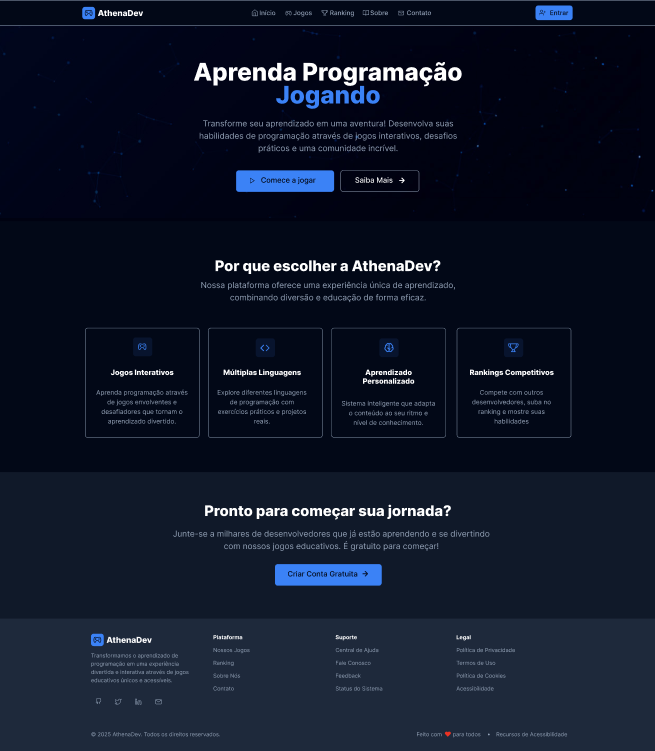 AthenaDev
Início Jogos Ranking Sobre Contato
Entrar
Aprenda Programação
Jogando
Transforme seu aprendizado em uma aventura! Desenvolva suas
habilidades de programação através de jogos interativos, desafios
práticos e uma comunidade incrível.
Comece a jogar
Saiba Mais →
Por que escolher a AthenaDev?
Nossa plataforma oferece uma experiência única de aprendizado,
combinando diversão e educação de forma eficaz.
Jogos Interativos
Aprenda programação através
de jogos envolventes e
desafiadores que tornam o
aprendizado divertido.
Múltiplas Linguagens
Explore diferentes linguagens
de programação com
exercícios práticos e projetos
reais.
Aprendizado
Personalizado
Sistema inteligente que adapta
o conteúdo ao seu ritmo e
nível de conhecimento.
Rankings Competitivos
Compete com outros
desenvolvedores, suba no
ranking e mostre suas
habilidades
Pronto para começar sua jornada?
Junte-se a milhares de desenvolvedores que já estão aprendendo e se divertindo
com nossos jogos educativos. É gratuito para começar!
Criar Conta Gratuita →
AthenaDev
Transformamos o aprendizado de
programação em uma experiência
divertida e interativa através de jogos
educativos únicos e acessíveis.
Plataforma
Nossos Jogos
Ranking
Sobre Nós
Contato
Suporte
Central de Ajuda
Fale Conosco
Feedback
Status do Sistema
Legal
Política de Privacidade
Termos de Uso
Política de Cookies
Acessibilidade
© 2025 AthenaDev. Todos os direitos reservados.
Feito com ❤ para todos • Recursos de Acessibilidade